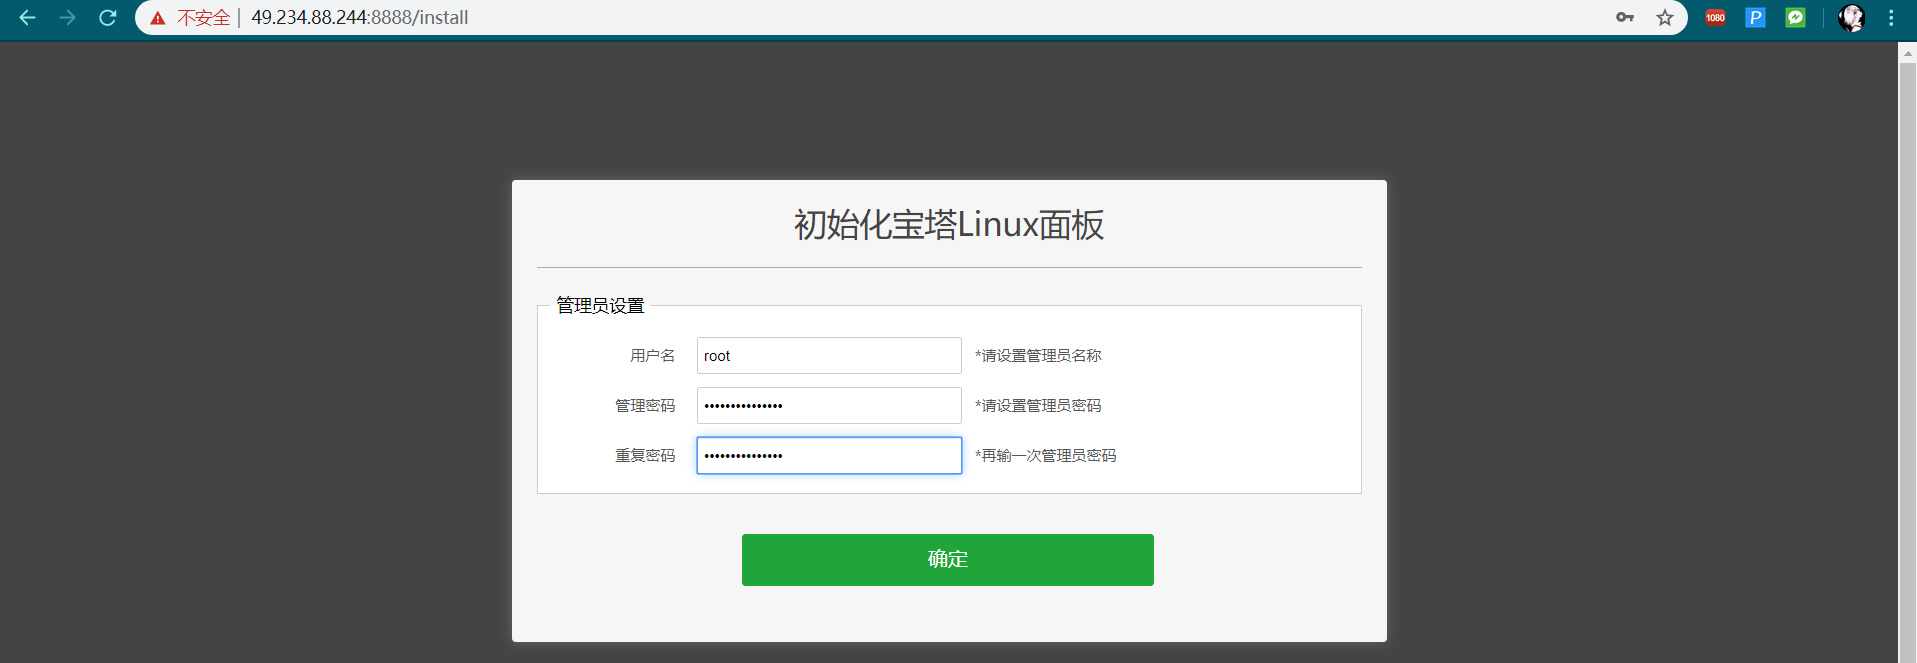 不安全 | 49.234.88.244:8888/install
1080 P
初始化宝塔Linux面板
管理员设置
用户名 root *请设置管理员名称
管理密码 ••••••••••••••• *请设置管理员密码
重复密码 ••••••••••••••• *再输一次管理员密码
确定